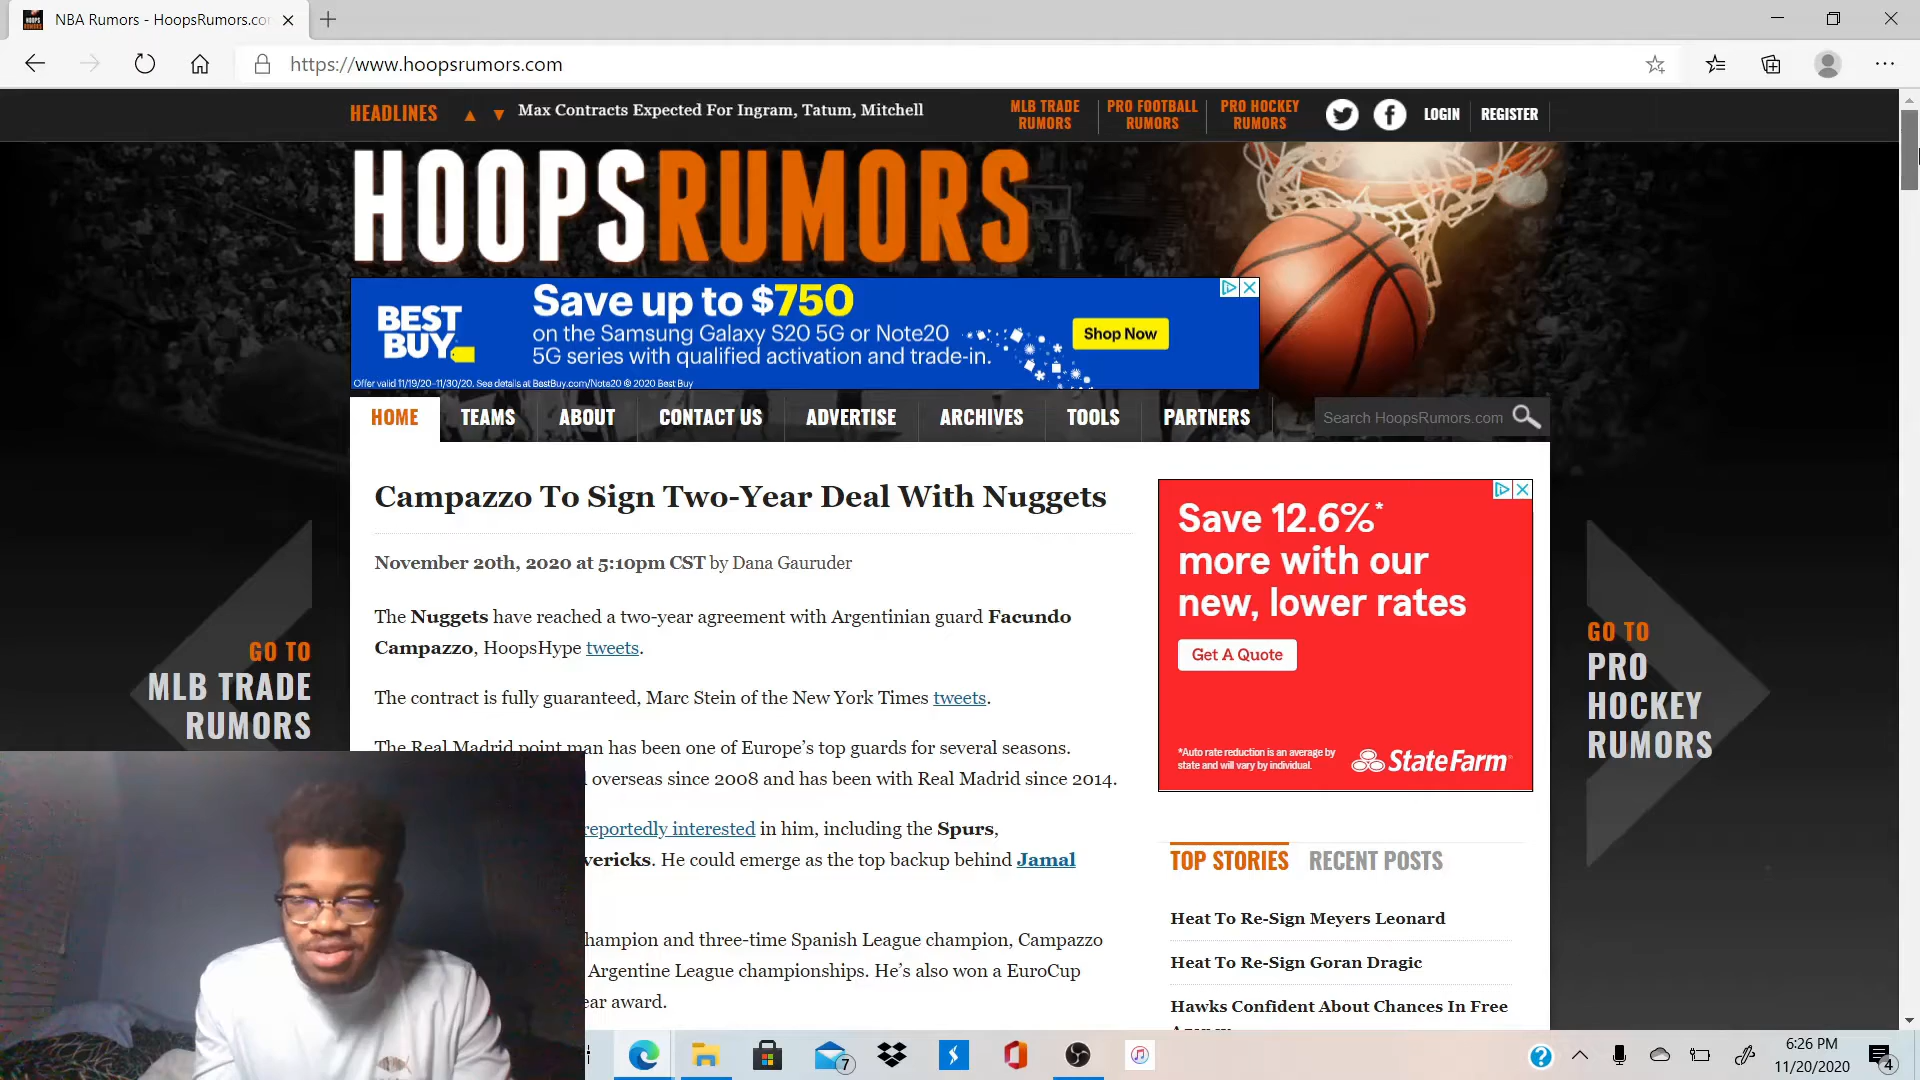 NBA Rumors - HoopsRumors.co
https://www.hoopsrumors.com
HEADLINES
Max Contracts Expected For Ingram, Tatum, Mitchell
MLB TRADE
RUMORS
PRO FOOTBALL
RUMORS
PRO HOCKEY
RUMORS
LOGIN
REGISTER
HOOPSRUMORS
BEST
BUY
Save up to $750
on the Samsung Galaxy S20 5G or Note20
5G series with qualified activation and trade-in.
Shop Now
Offer valid 11/19/20-11/30/20. See details at BestBuy.com/Note20 © 2020 Best Buy
HOME
TEAMS
ABOUT
CONTACT US
ADVERTISE
ARCHIVES
TOOLS
PARTNERS
Search HoopsRumors.com
Campazzo To Sign Two-Year Deal With Nuggets
November 20th, 2020 at 5:10pm CST by Dana Gauruder
The Nuggets have reached a two-year agreement with Argentinian guard Facundo
Campazzo, HoopsHype tweets.
The contract is fully guaranteed, Marc Stein of the New York Times tweets.
The Real Madrid point man has been one of Europe's top guards for several seasons.
overseas since 2008 and has been with Real Madrid since 2014.
reportedly interested in him, including the Spurs,
vericks. He could emerge as the top backup behind Jamal
hampion and three-time Spanish League champion, Campazzo
Argentine League championships. He's also won a EuroCup
ear award.
Save 12.6%*
more with our
new, lower rates
Get A Quote
*Auto rate reduction is an average by
state and will vary by individual.
StateFarm
TOP STORIES
RECENT POSTS
Heat To Re-Sign Meyers Leonard
Heat To Re-Sign Goran Dragic
Hawks Confident About Chances In Free
GO TO
MLB TRADE
RUMORS
GO TO
PRO
HOCKEY
RUMORS
7
6:26 PM
11/20/2020
4